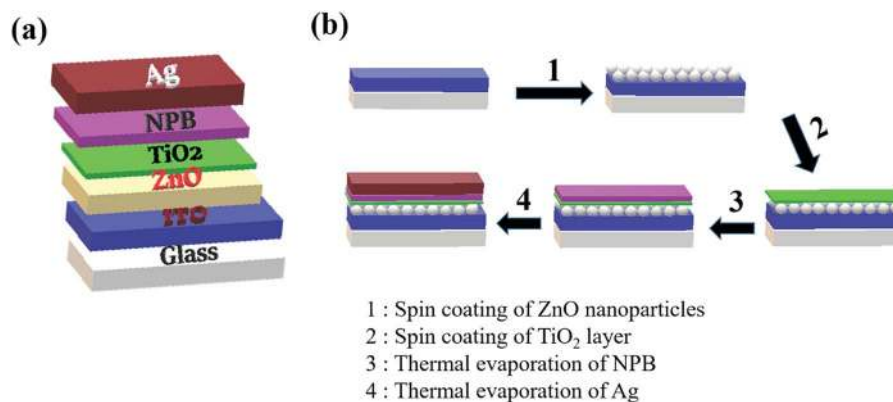 (a)
Ag
NPB
TiO2
ZnO
ITO
Glass
(b)
1
2
3
4
1 : Spin coating of ZnO nanoparticles
2 : Spin coating of TiO₂ layer
3 : Thermal evaporation of NPB
4 : Thermal evaporation of Ag